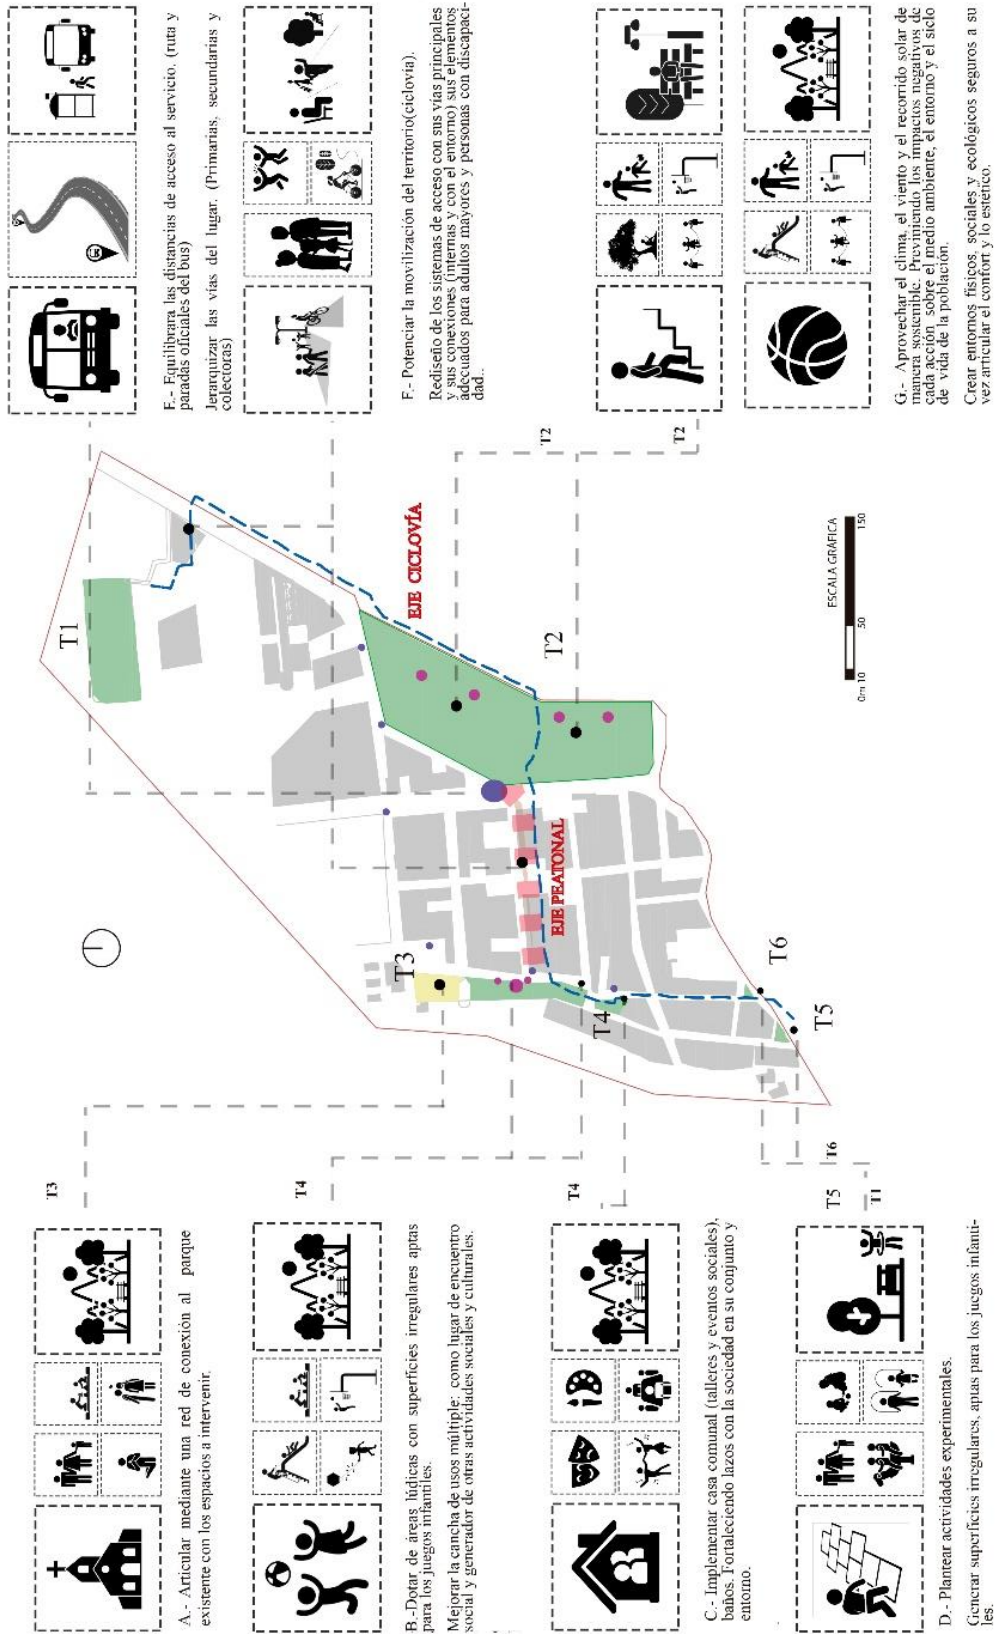 A.- Articular mediante una red de conexión al parque
existente con los espacios a intervenir.
B.-Dotar de áreas lúdicas con superficies irregulares aptas
para los juegos infantiles.
Mejorar la cancha de usos múltiple: como lugar de encuentro
social y generador de otras actividades sociales y culturales.
C.- Implementar casa comunal (talleres y eventos sociales),
baños. Fortaleciendo lazos con la sociedad en su conjunto y
entorno.
D.- Plantear actividades experimentales.
Generar superficies irregulares, aptas para los juegos infanti-
les.
T3
T4
T4
T5
T6
T1
T1
T3
EJE CICLOVÍA
T2
EJE PEATONAL
T4
T6
T5
ESCALA GRÁFICA
0m 10
50
150
T2
T2
E.- Equilibrara las distancias de acceso al servicio. (ruta y
paradas oficiales del bus)
Jerarquizar las vías del lugar. (Primarias, secundarias y
colectoras)
F.- Potenciar la movilización del territorio(ciclovía).
Rediseño de los sistemas de acceso con sus vías principales
y sus conexiones (internas y con el entorno) sus elementos
adecuados para adultos mayores y personas con discapaci-
dad..
G.- Aprovechar el clima, el viento y el recorrido solar de
manera sostenible. Previniendo los impactos negativos de
cada acción sobre el medio ambiente, el entorno y el siclo
de vida de la población.
Crear entornos físicos, sociales y ecológicos seguros a su
vez articular el confort y lo estético.